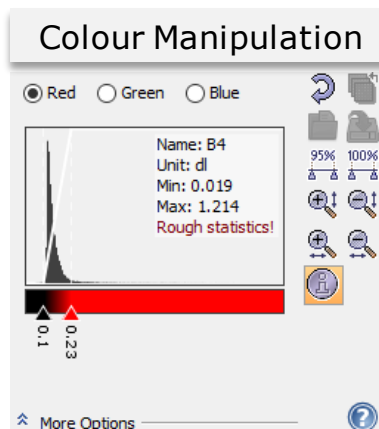 Colour Manipulation
Red Green Blue
Name: B4
Unit: dl
Min: 0.019
Max: 1.214
Rough statistics!
95% 100%
0.1
0.23
More Options